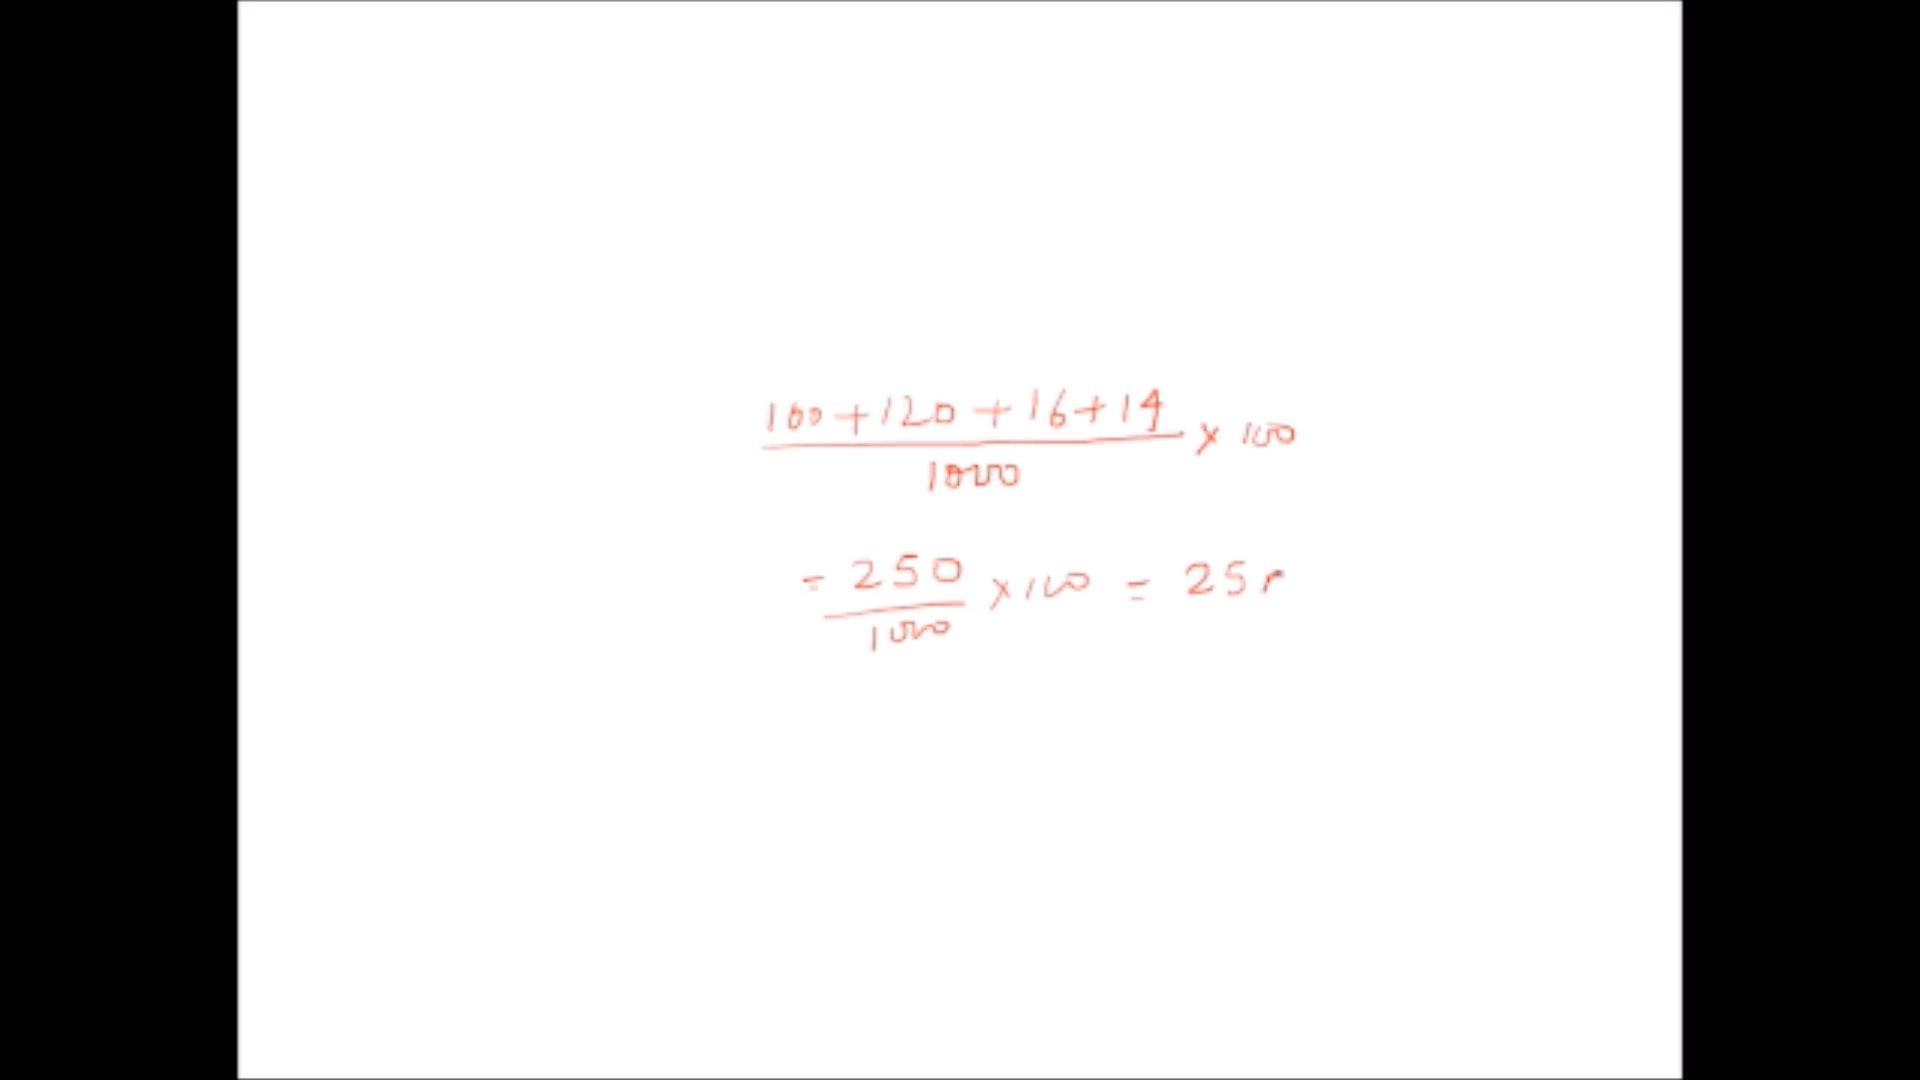 100+120+16+14 / 1000 × 100
= 250 / 1000 × 100 = 25